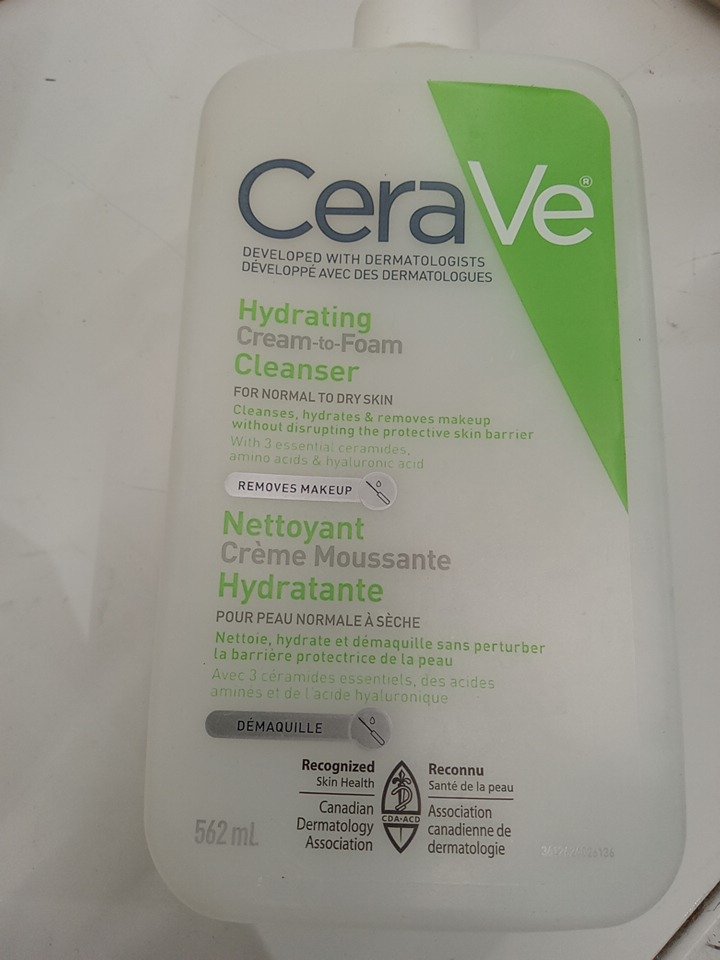 CeraVe®
DEVELOPED WITH DERMATOLOGISTS
DÉVELOPPÉ AVEC DES DERMATOLOGUES
Hydrating
Cream-to-Foam
Cleanser
FOR NORMAL TO DRY SKIN
Cleanses, hydrates & removes makeup
without disrupting the protective skin barrier
With 3 essential ceramides,
amino acids & hyaluronic acid
REMOVES MAKEUP
Nettoyant
Crème Moussante
Hydratante
POUR PEAU NORMALE À SÈCHE
Nettoie, hydrate et démaquille sans perturber
la barrière protectrice de la peau
Avec 3 céramides essentiels, des acides
aminés et de l'acide hyaluronique
DÉMAQUILLE
Recognized
Skin Health
Canadian
Dermatology
Association
CDA-ACD
Reconnu
Santé de la peau
Association
canadienne de
dermatologie
562 mL